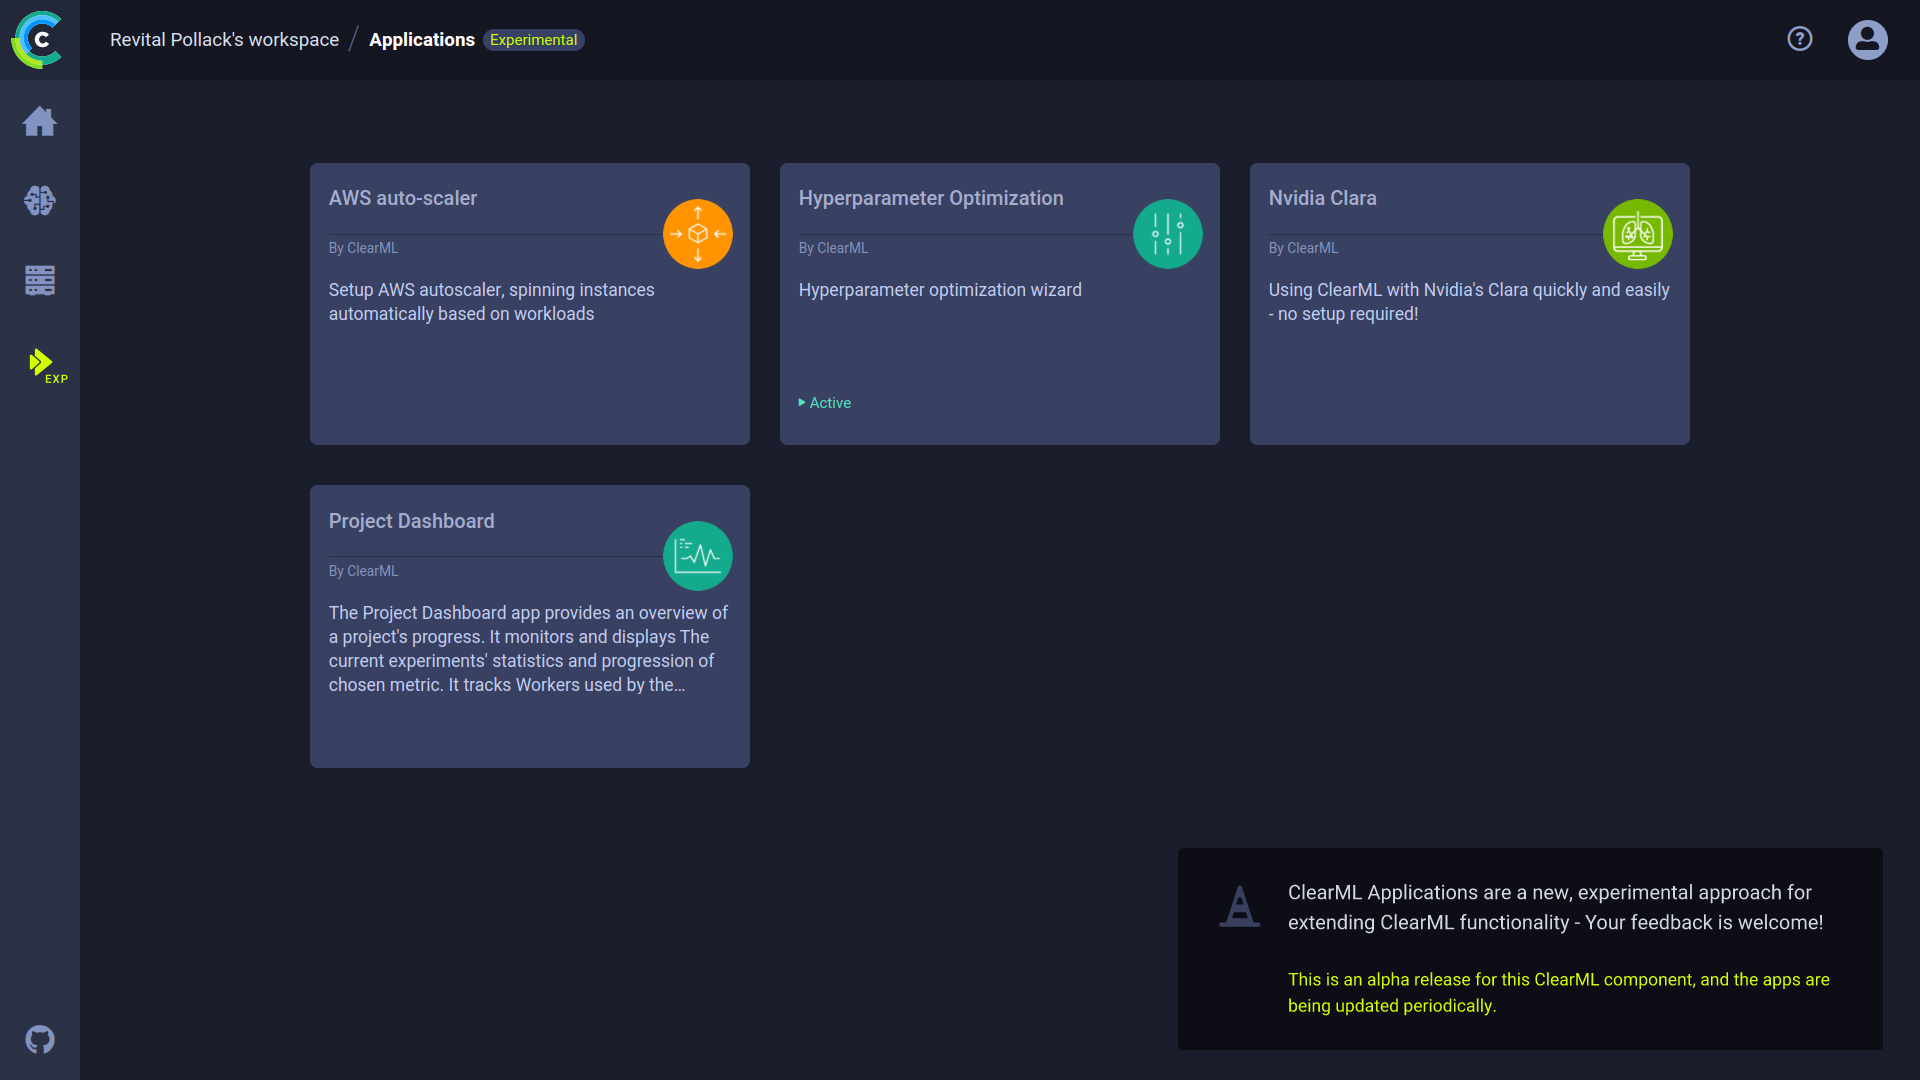 Revital Pollack's workspace / Applications Experimental
EXP
AWS auto-scaler
By ClearML
Setup AWS autoscaler, spinning instances
automatically based on workloads
Hyperparameter Optimization
By ClearML
Hyperparameter optimization wizard
Active
Nvidia Clara
By ClearML
Using ClearML with Nvidia's Clara quickly and easily
- no setup required!
Project Dashboard
By ClearML
The Project Dashboard app provides an overview of
a project's progress. It monitors and displays The
current experiments' statistics and progression of
chosen metric. It tracks Workers used by the...
ClearML Applications are a new, experimental approach for
extending ClearML functionality - Your feedback is welcome!
This is an alpha release for this ClearML component, and the apps are
being updated periodically.